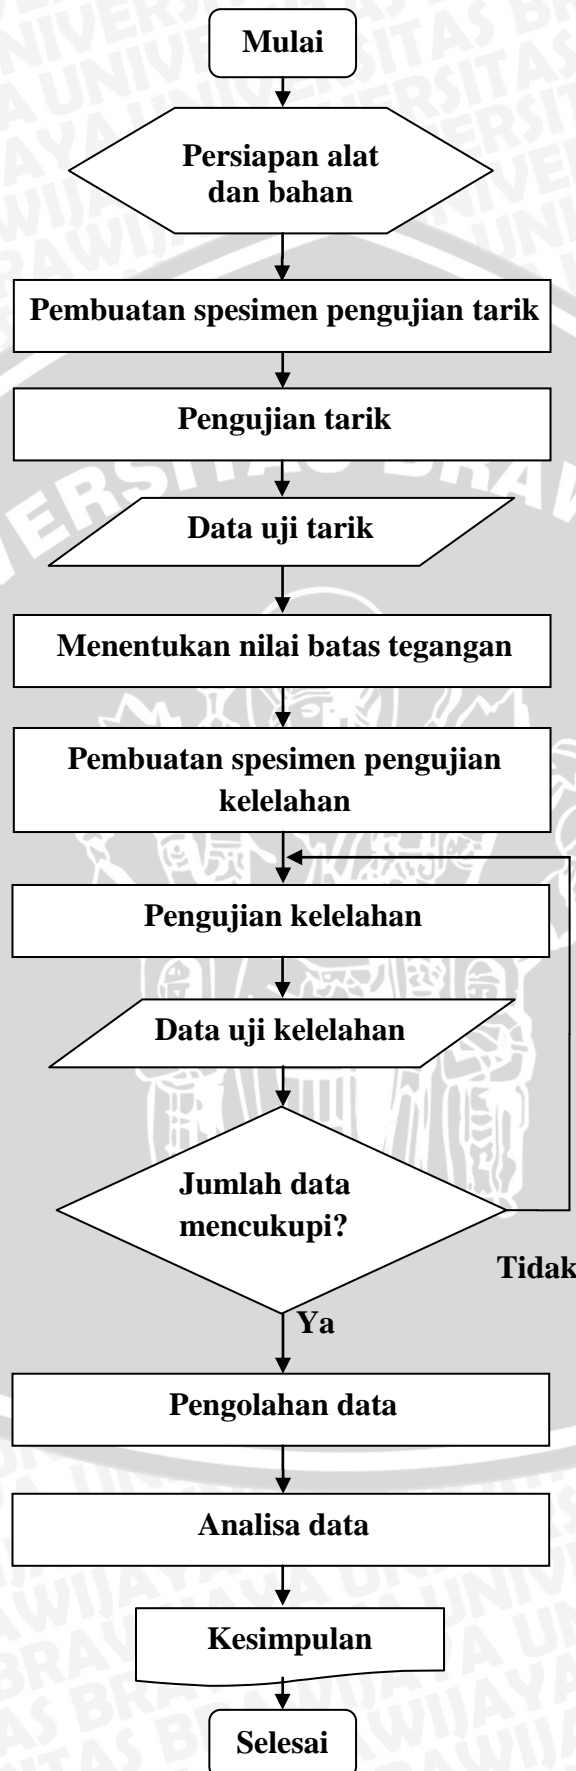 Mulai
Persiapan alat
dan bahan
Pembuatan spesimen pengujian tarik
Pengujian tarik
Data uji tarik
Menentukan nilai batas tegangan
Pembuatan spesimen pengujian
kelelahan
Pengujian kelelahan
Data uji kelelahan
Jumlah data
mencukupi?
Tidak
Ya
Pengolahan data
Analisa data
Kesimpulan
Selesai